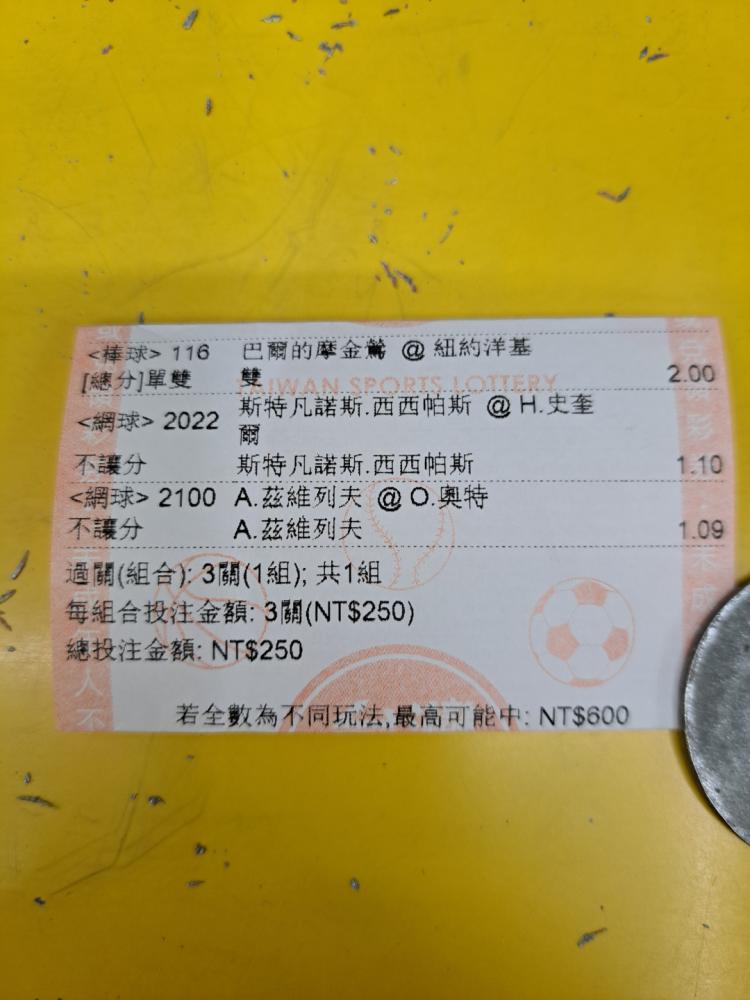 <棒球> 116 巴爾的摩金鶯 @ 紐約洋基
[總分]單雙 雙 2.00
TAIWAN SPORTS LOTTERY
<網球> 2022 斯特凡諾斯.西西帕斯 @ H.史奎
爾
不讓分 斯特凡諾斯.西西帕斯 1.10
<網球> 2100 A.茲維列夫 @ O.奧特
不讓分 A.茲維列夫 1.09
過關(組合): 3關(1組); 共1組
每組合投注金額: 3關(NT$250)
總投注金額: NT$250
若全數為不同玩法,最高可能中: NT$600